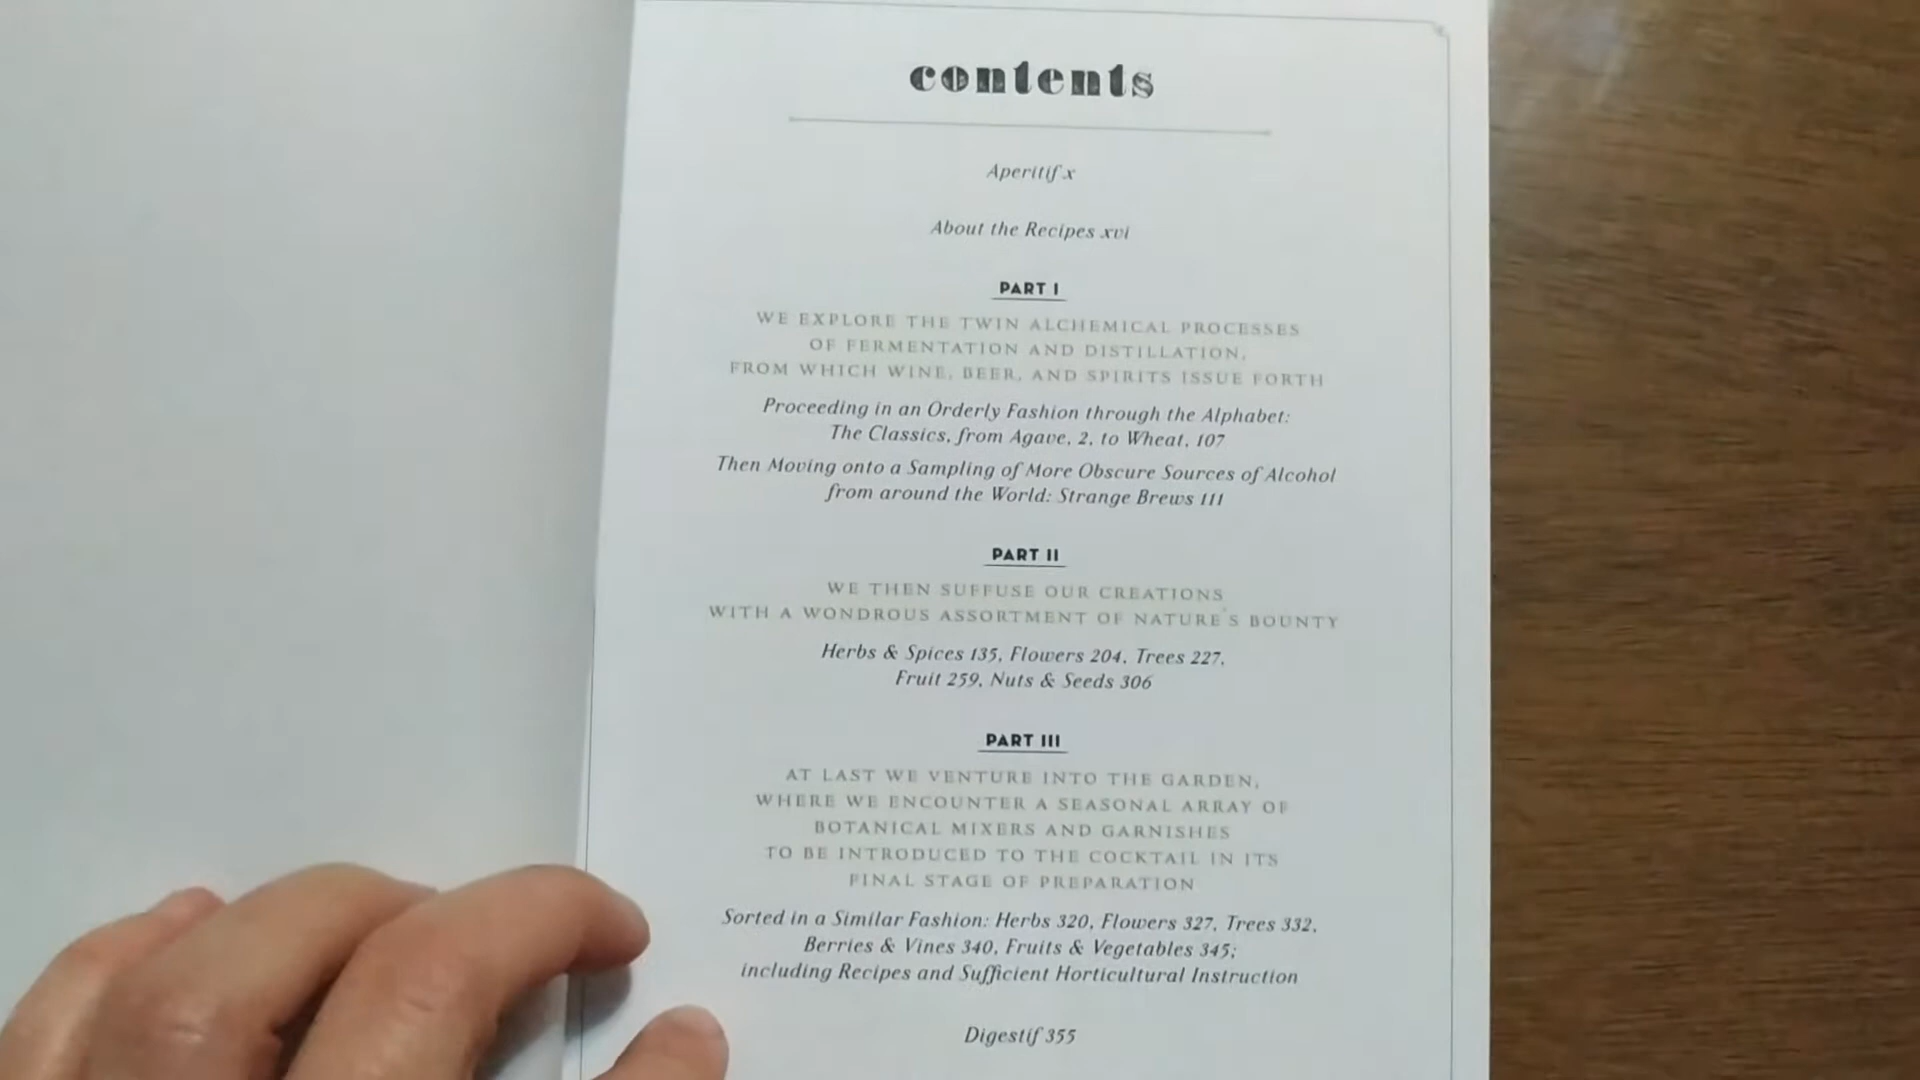 contents
Aperitif x
About the Recipes xvi
PART I
WE EXPLORE THE TWIN ALCHEMICAL PROCESSES
OF FERMENTATION AND DISTILLATION,
FROM WHICH WINE, BEER, AND SPIRITS ISSUE FORTH
Proceeding in an Orderly Fashion through the Alphabet:
The Classics, from Agave, 2, to Wheat, 107
Then Moving onto a Sampling of More Obscure Sources of Alcohol
from around the World: Strange Brews 111
PART II
WE THEN SUFFUSE OUR CREATIONS
WITH A WONDROUS ASSORTMENT OF NATURE'S BOUNTY
Herbs & Spices 135, Flowers 204, Trees 227,
Fruit 259, Nuts & Seeds 306
PART III
AT LAST WE VENTURE INTO THE GARDEN,
WHERE WE ENCOUNTER A SEASONAL ARRAY OF
BOTANICAL MIXERS AND GARNISHES
TO BE INTRODUCED TO THE COCKTAIL IN ITS
FINAL STAGE OF PREPARATION
Sorted in a Similar Fashion: Herbs 320, Flowers 327, Trees 332,
Berries & Vines 340, Fruits & Vegetables 345;
including Recipes and Sufficient Horticultural Instruction
Digestif 355